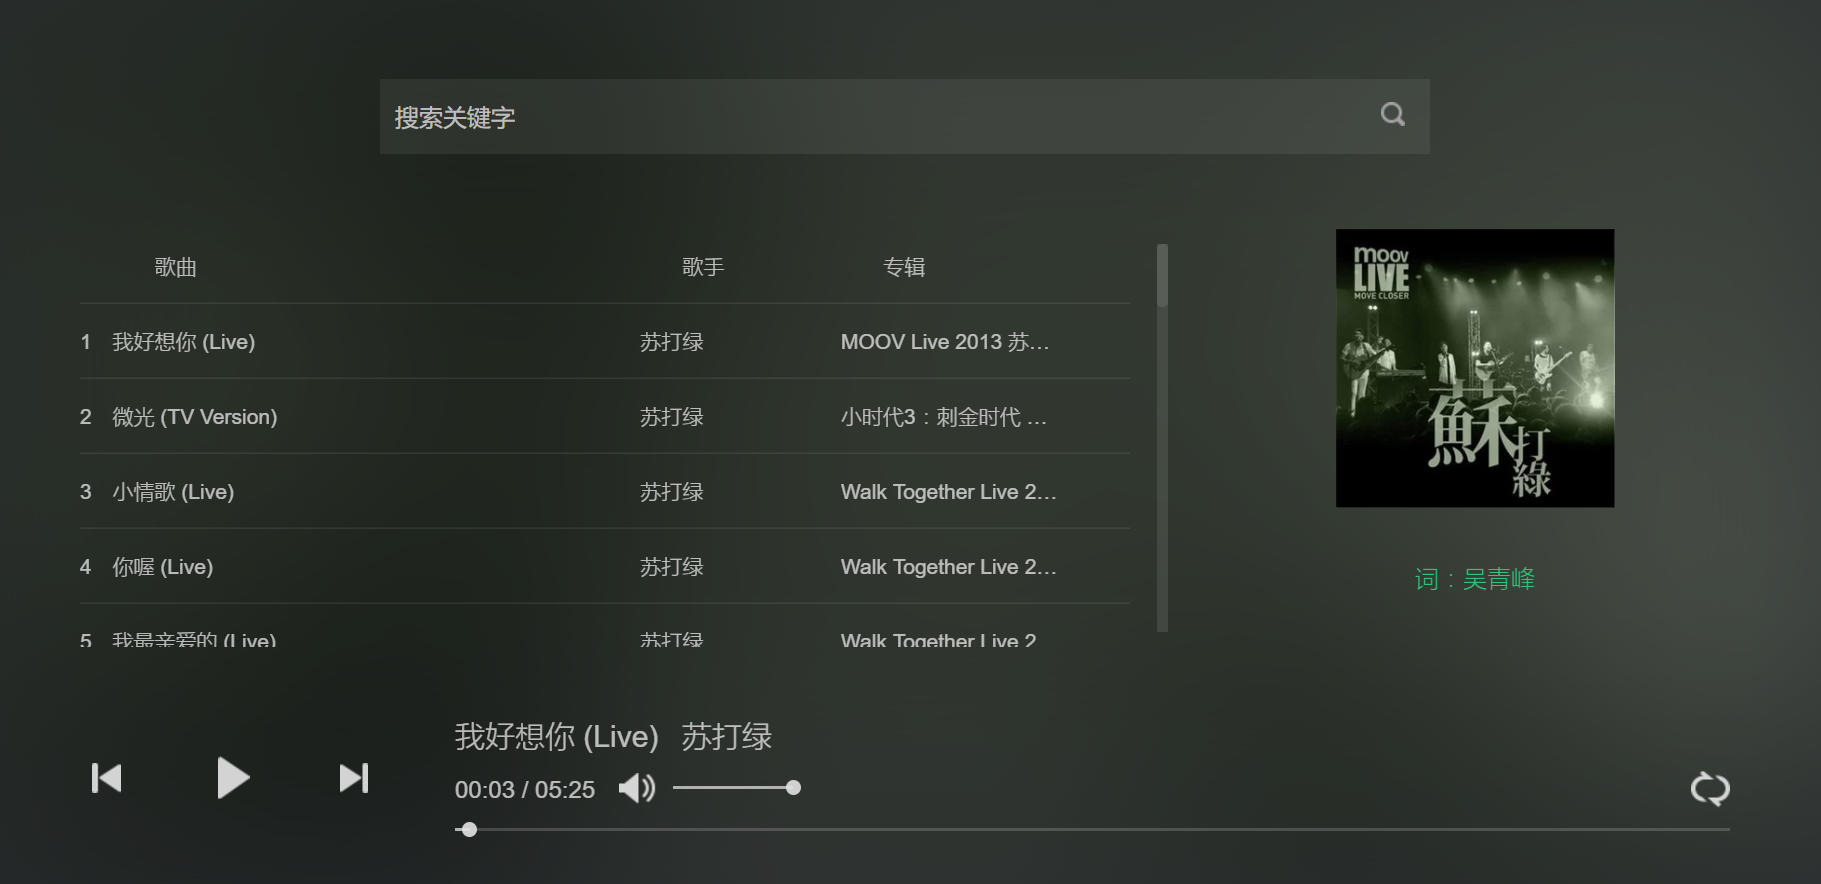 搜索关键字
歌曲 歌手 专辑
1 我好想你 (Live) 苏打绿 MOOV Live 2013 苏…
2 微光 (TV Version) 苏打绿 小时代3：刺金时代 …
3 小情歌 (Live) 苏打绿 Walk Together Live 2…
4 你喔 (Live) 苏打绿 Walk Together Live 2…
5 我最亲爱的 (Live) 苏打绿 Walk Together Live 2
moov
LIVE
MOVE CLOSER
蘇打綠
词：吴青峰
我好想你 (Live) 苏打绿
00:03 / 05:25